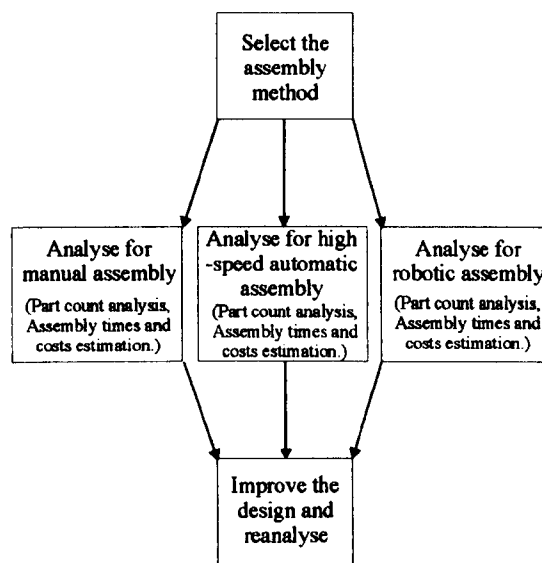 Select the
assembly
method
Analyse for
manual assembly
(Part count analysis,
Assembly times and
costs estimation.)
Analyse for high
-speed automatic
assembly
(Part count analysis,
Assembly times and
costs estimation.)
Analyse for
robotic assembly
(Part count analysis,
Assembly times and
costs estimation.)
Improve the
design and
reanalyse